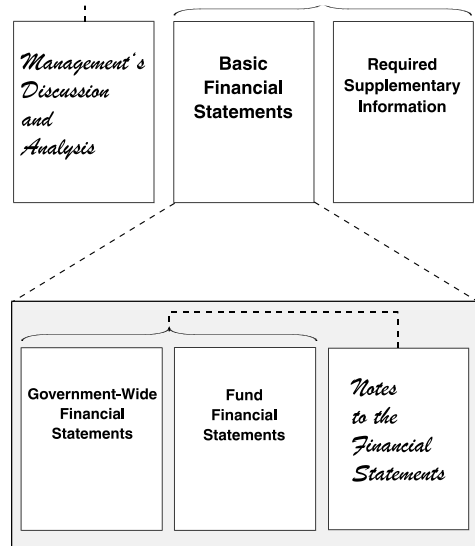 Management's
Discussion
and
Analysis
Basic
Financial
Statements
Required
Supplementary
Information
Government-Wide
Financial
Statements
Fund
Financial
Statements
Notes
to the
Financial
Statements